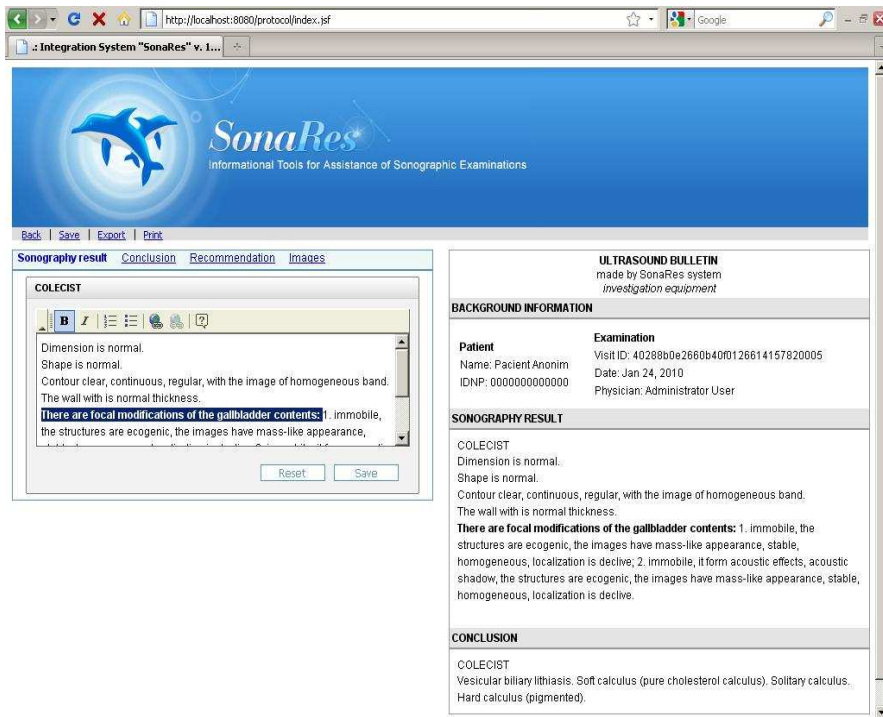 http://localhost:8080/protocol/index.jsf
Google
.: Integration System "SonaRes" v. 1...
SonaRes
Informational Tools for Assistance of Sonographic Examinations
Back | Save | Export | Print
Sonography result Conclusion Recommendation Images
COLECIST
B I
Dimension is normal.
Shape is normal.
Contour clear, continuous, regular, with the image of homogeneous band.
The wall with is normal thickness.
There are focal modifications of the gallbladder contents: 1. immobile,
the structures are ecogenic, the images have mass-like appearance,
Reset Save
ULTRASOUND BULLETIN
made by SonaRes system
investigation equipment
BACKGROUND INFORMATION
Patient
Name: Pacient Anonim
IDNP: 0000000000000
Examination
Visit ID: 40288b0e2660b40f0126614157820005
Date: Jan 24, 2010
Physician: Administrator User
SONOGRAPHY RESULT
COLECIST
Dimension is normal.
Shape is normal.
Contour clear, continuous, regular, with the image of homogeneous band.
The wall with is normal thickness.
There are focal modifications of the gallbladder contents: 1. immobile, the
structures are ecogenic, the images have mass-like appearance, stable,
homogeneous, localization is declive; 2. immobile, it form acoustic effects, acoustic
shadow, the structures are ecogenic, the images have mass-like appearance, stable,
homogeneous, localization is declive.
CONCLUSION
COLECIST
Vesicular biliary lithiasis. Soft calculus (pure cholesterol calculus). Solitary calculus.
Hard calculus (pigmented).